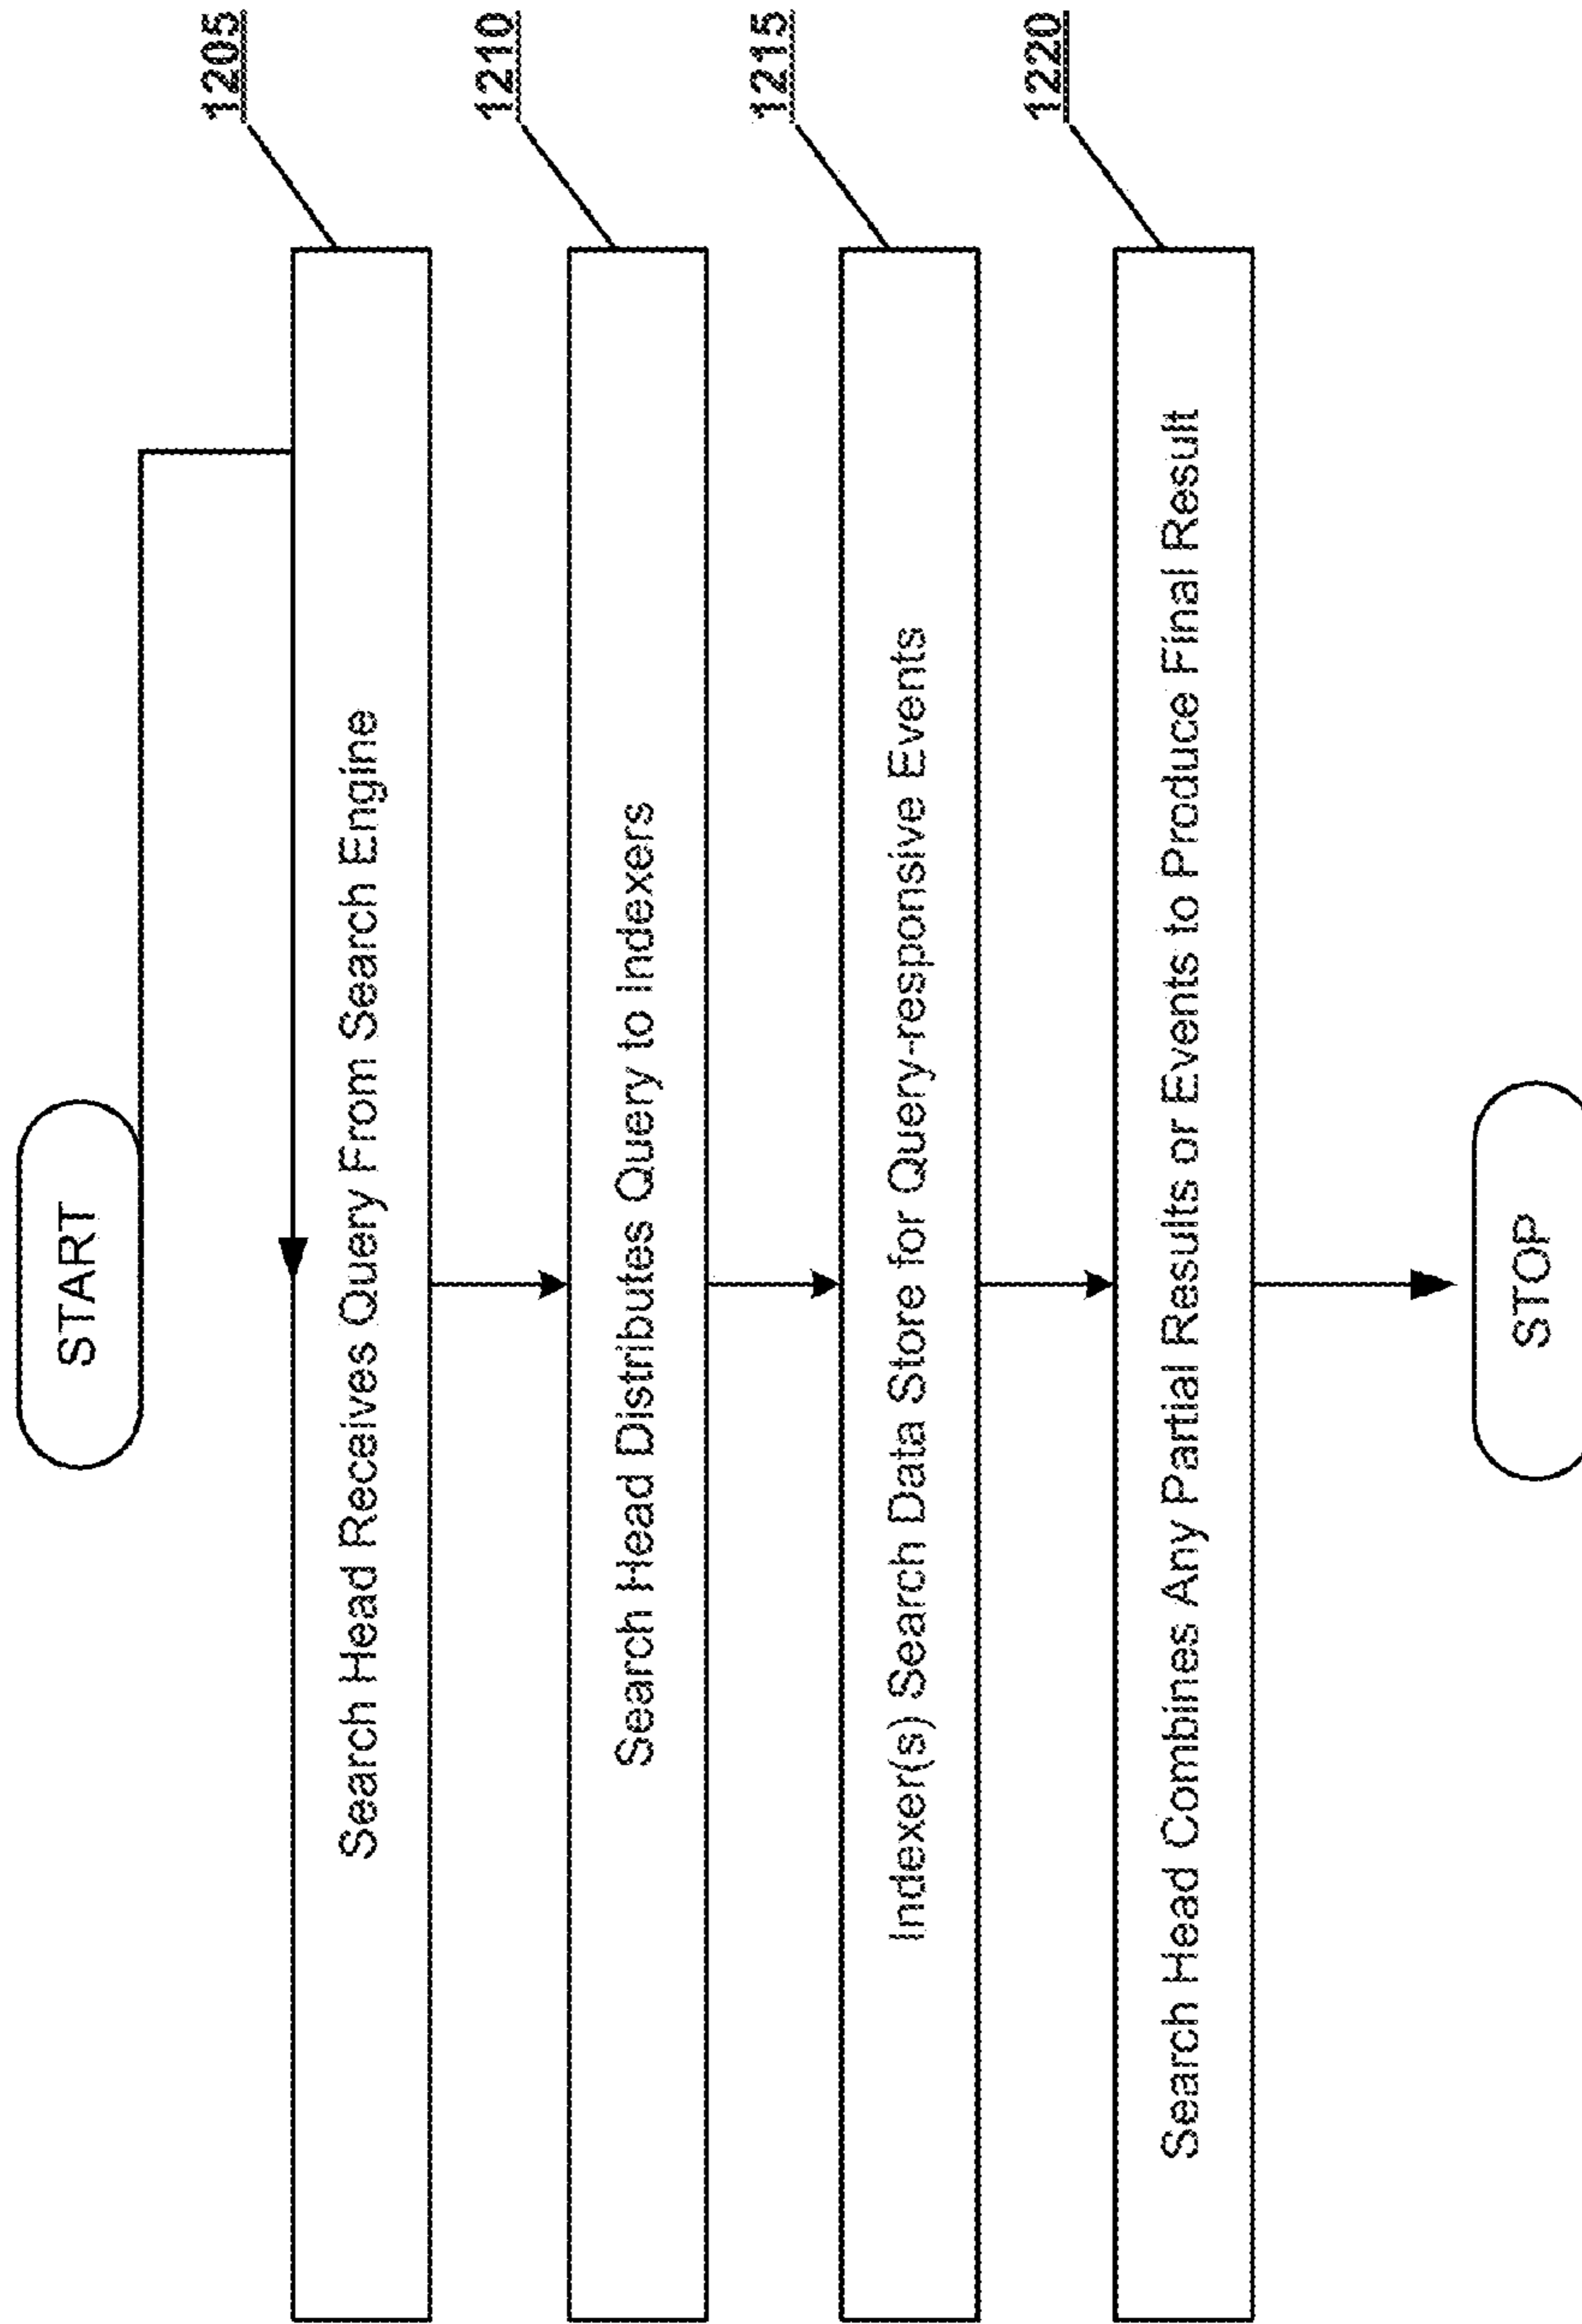 START
1205
Search Head Receives Query From Search Engine
1210
Search Head Distributes Query to Indexers
1215
Indexer(s) Search Data Store for Query-responsive Events
1220
Search Head Combines Any Partial Results or Events to Produce Final Result
STOP